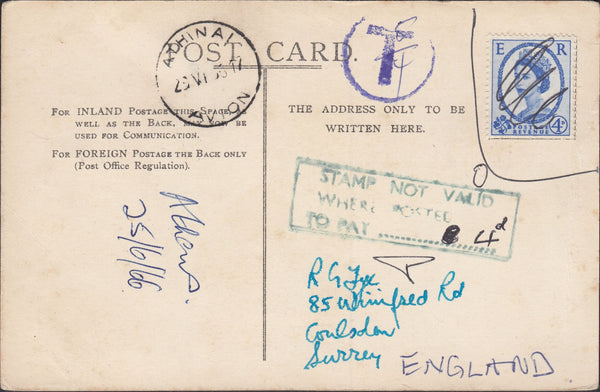 POST CARD.
FOR INLAND POSTAGE THIS SPACE AS
WELL AS THE BACK, MAY NOW BE
USED FOR COMMUNICATION.
FOR FOREIGN POSTAGE THE BACK ONLY
(Post Office Regulation).
THE ADDRESS ONLY TO BE
WRITTEN HERE.
ATHINAI
T
E R
POSTAGE
REVENUE
4D
STAMP NOT VALID
WHERE POSTED
TO PAY 4d
Athens.
25/6/66
R G Fox
85 Winifred Rd
Coulsdon
Surrey ENGLAND